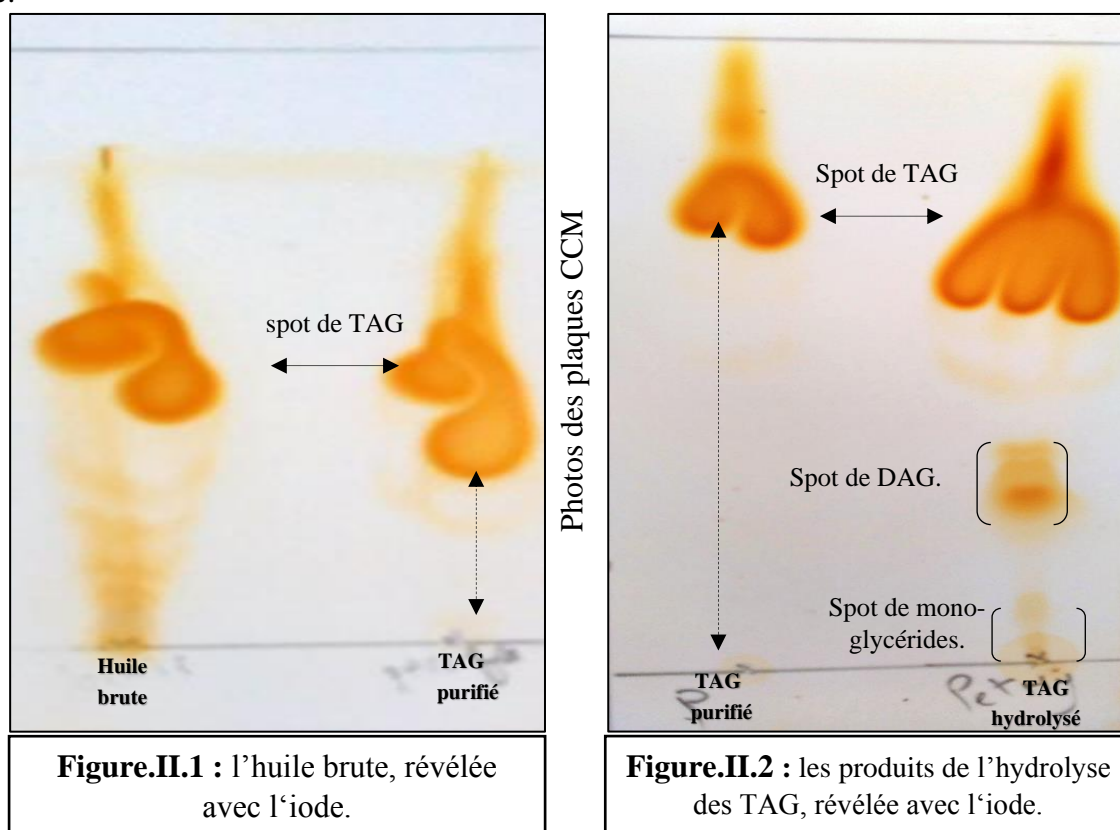 spot de TAG
Huile
brute
TAG
purifié
Figure.II.1 : l’huile brute, révélée
avec l‘iode.
Photos des plaques CCM
Spot de TAG
Spot de DAG.
Spot de mono-
glycérides.
TAG
purifié
TAG
hydrolysé
Figure.II.2 : les produits de l’hydrolyse
des TAG, révélée avec l‘iode.